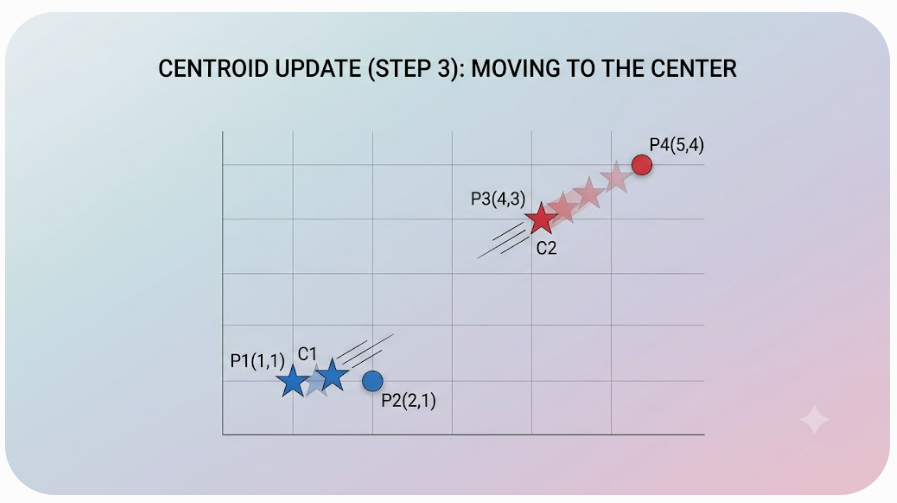 CENTROID UPDATE (STEP 3): MOVING TO THE CENTER
P4(5,4)
P3(4,3)
C2
P1(1,1)
C1
P2(2,1)